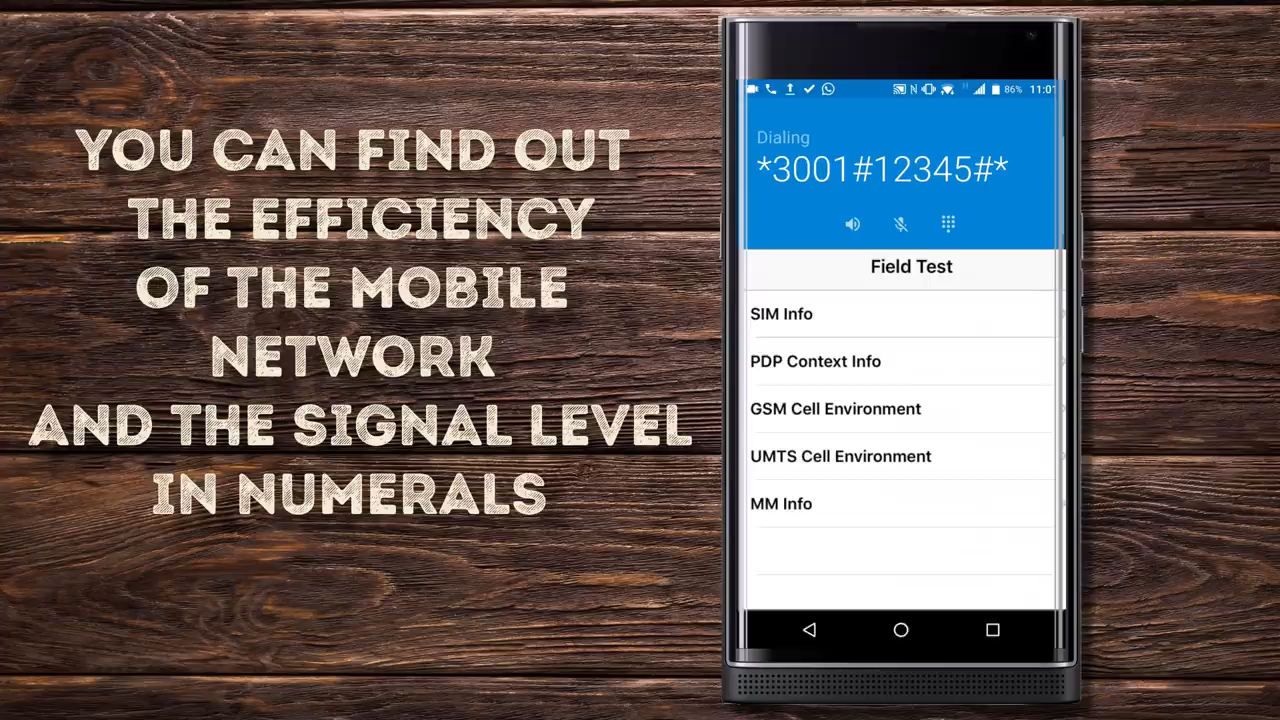 YOU CAN FIND OUT
THE EFFICIENCY
OF THE MOBILE
NETWORK
AND THE SIGNAL LEVEL
IN NUMERALS
86% 11:01
Dialing
*3001#12345#*
Field Test
SIM Info
PDP Context Info
GSM Cell Environment
UMTS Cell Environment
MM Info